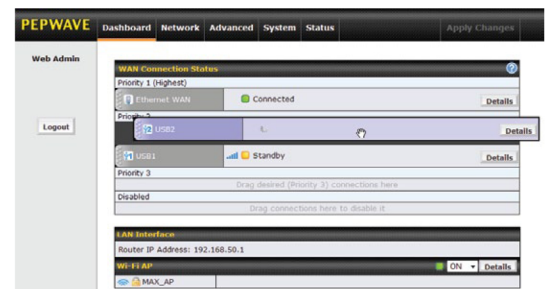 PEPWAVE Dashboard Network Advanced System Status Apply Changes
Web Admin
Logout
WAN Connection Status
Priority 1 (Highest)
Ethernet WAN Connected Details
2 USB2 Details
1 USB1 Standby Details
Priority 3
Drag desired (Priority 3) connections here
Disabled
Drag connections here to disable it
LAN Interface
Router IP Address: 192.168.50.1
Wi-Fi AP ON Details
MAX_AP